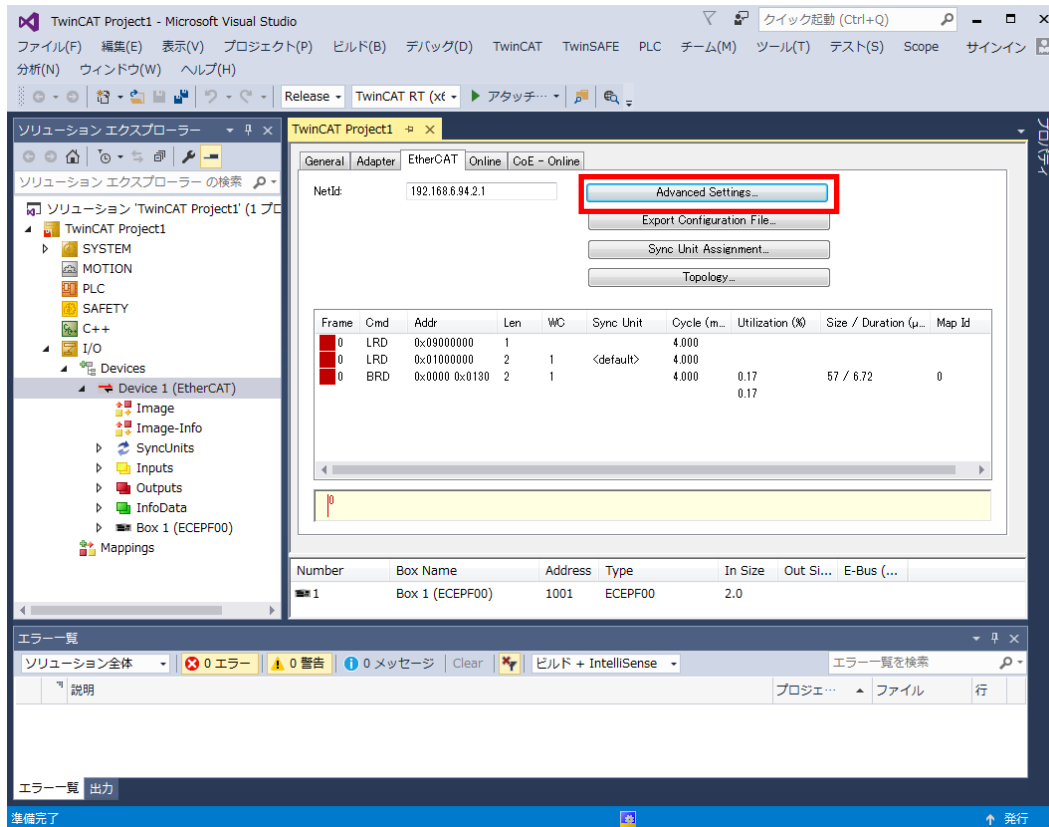 TwinCAT Project1 - Microsoft Visual Studio
クイック起動 (Ctrl+Q)
ファイル(F) 編集(E) 表示(V) プロジェクト(P) ビルド(B) デバッグ(D) TwinCAT TwinSAFE PLC チーム(M) ツール(T) テスト(S) Scope サインイン
分析(N) ウィンドウ(W) ヘルプ(H)
Release TwinCAT RT (x6 アタッチ…
ソリューション エクスプローラー
ソリューション エクスプローラー の検索
ソリューション 'TwinCAT Project1' (1 プロ
TwinCAT Project1
SYSTEM
MOTION
PLC
SAFETY
C++
I/O
Devices
Device 1 (EtherCAT)
Image
Image-Info
SyncUnits
Inputs
Outputs
InfoData
Box 1 (ECEPF00)
Mappings
TwinCAT Project1
General Adapter EtherCAT Online CoE - Online
NetId: 192.168.6.94.2.1
Advanced Settings...
Export Configuration File...
Sync Unit Assignment...
Topology...
Frame Cmd Addr Len WC Sync Unit Cycle (m... Utilization (%) Size / Duration (μ... Map Id
0 LRD 0x09000000 1 4.000
0 LRD 0x01000000 2 1 <default> 4.000
0 BRD 0x0000 0x0130 2 1 4.000 0.17 57 / 6.72 0
0.17
0
Number Box Name Address Type In Size Out Si... E-Bus (...
1 Box 1 (ECEPF00) 1001 ECEPF00 2.0
プロパティ
エラー一覧
ソリューション全体 0 エラー 0 警告 0 メッセージ Clear ビルド + IntelliSense エラー一覧を検索
説明 プロジェ… ファイル 行
エラー一覧 出力
準備完了 発行